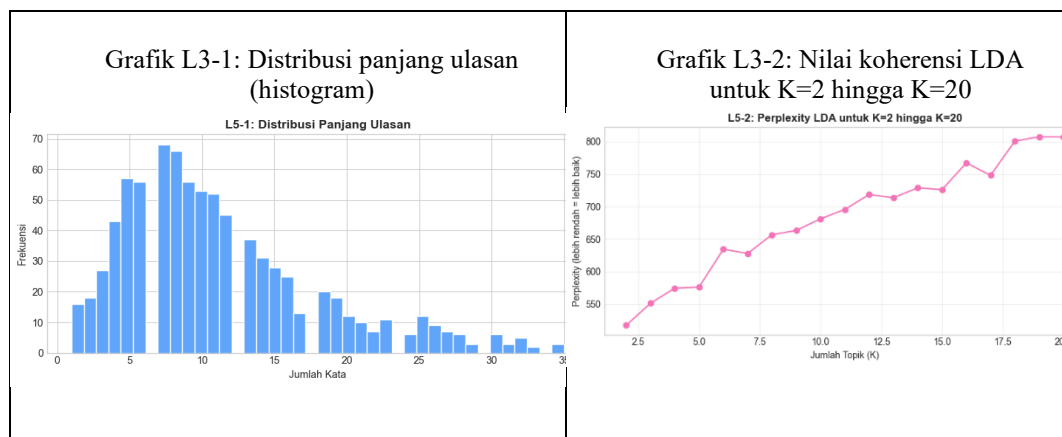 Grafik L3-1: Distribusi panjang ulasan
(histogram)
L5-1: Distribusi Panjang Ulasan
70
60
50
40
30
20
10
0
Frekuensi
0 5 10 15 20 25 30 35
Jumlah Kata
Grafik L3-2: Nilai koherensi LDA
untuk K=2 hingga K=20
L5-2: Perplexity LDA untuk K=2 hingga K=20
800
750
700
650
600
550
Perplexity (lebih rendah = lebih baik)
2.5 5.0 7.5 10.0 12.5 15.0 17.5 20
Jumlah Topik (K)